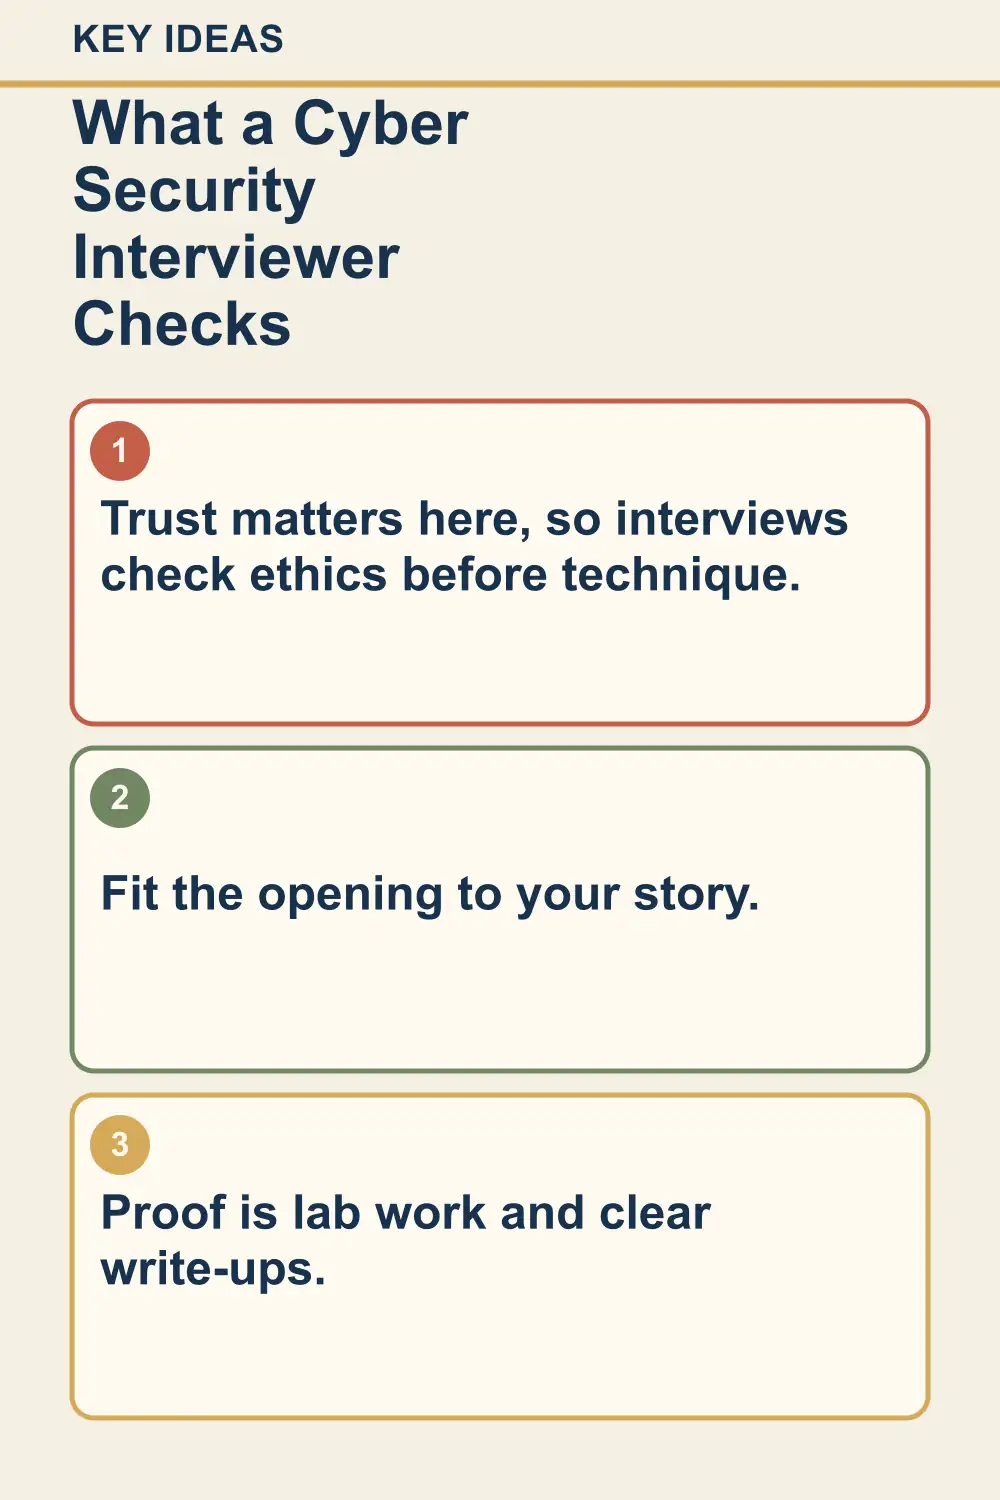 KEY IDEAS
What a Cyber
Security
Interviewer
Checks
1
Trust matters here, so interviews
check ethics before technique.
2
Fit the opening to your story.
3
Proof is lab work and clear
write-ups.